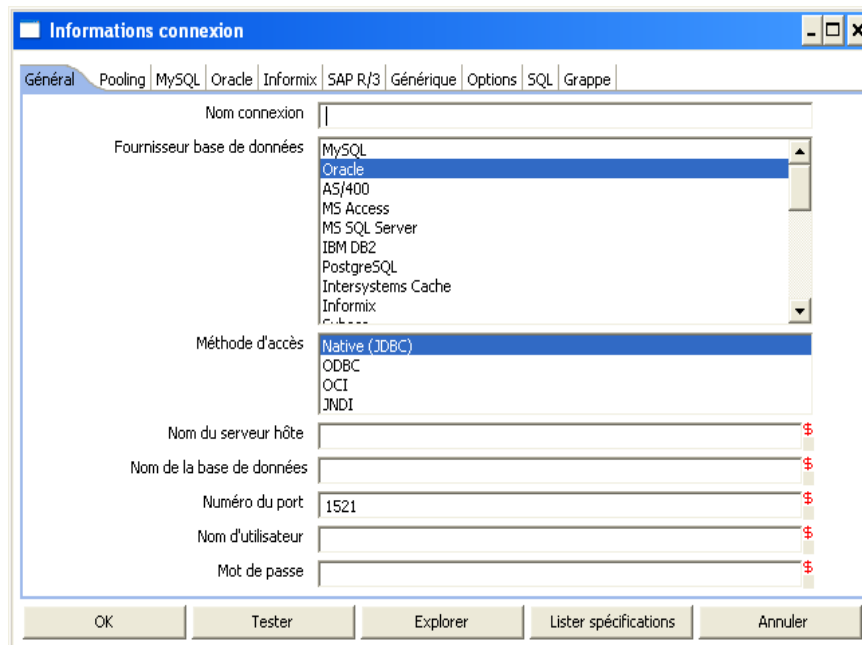 Informations connexion
Général Pooling MySQL Oracle Informix SAP R/3 Générique Options SQL Grappe
Nom connexion
Fournisseur base de données
MySQL
Oracle
AS/400
MS Access
MS SQL Server
IBM DB2
PostgreSQL
Intersystems Cache
Informix
Méthode d'accès
Native (JDBC)
ODBC
OCI
JNDI
Nom du serveur hôte $
Nom de la base de données $
Numéro du port 1521 $
Nom d'utilisateur $
Mot de passe $
OK Tester Explorer Lister spécifications Annuler